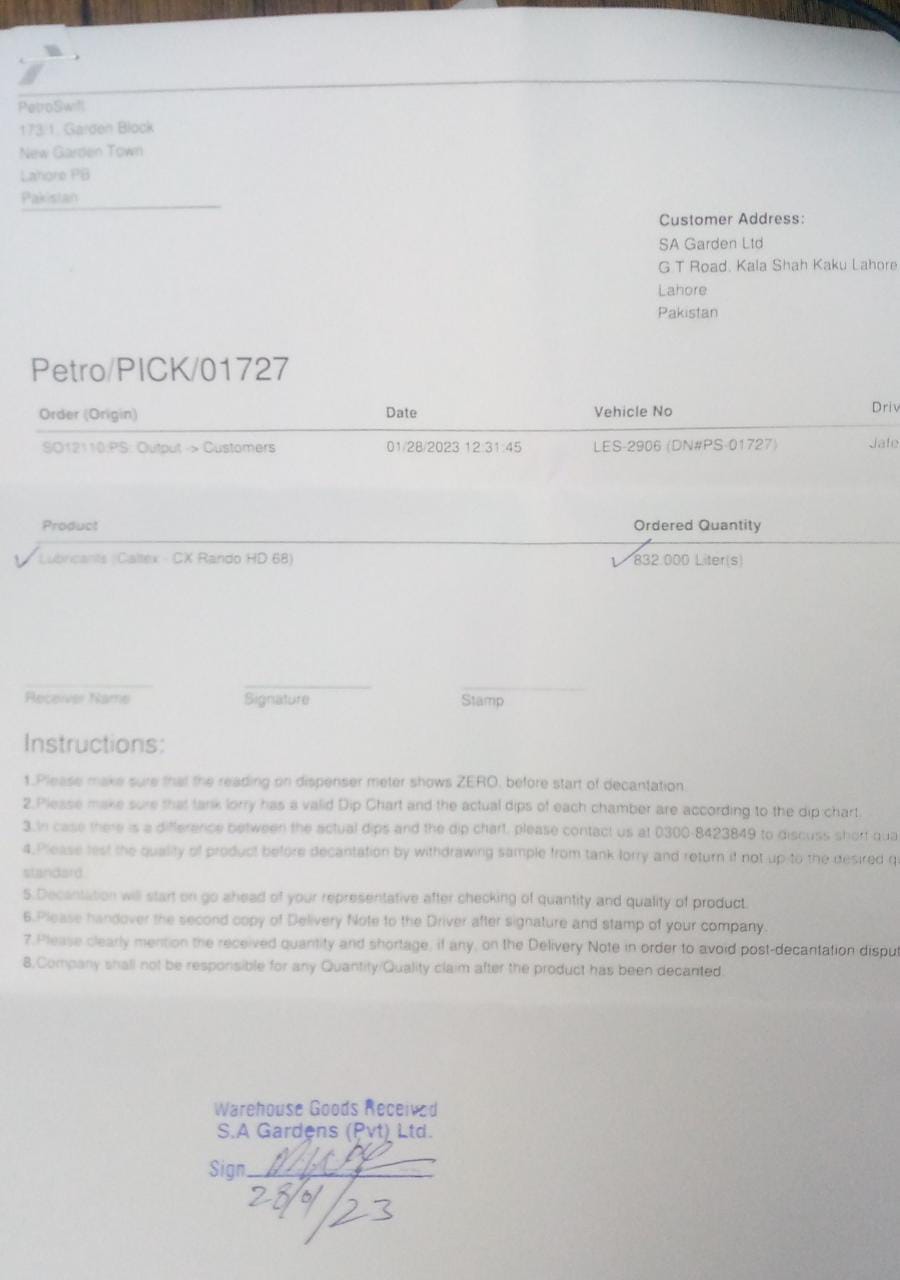 PetroSwift
173/1, Garden Block
New Garden Town
Lahore PB
Pakistan
Customer Address:
SA Garden Ltd
G.T Road, Kala Shah Kaku Lahore
Lahore
Pakistan
Petro/PICK/01727
Order (Origin) Date Vehicle No Driv
SO12110:PS: Output -> Customers 01/28/2023 12:31:45 LES-2906 (DN#PS-01727) Jafe
Product Ordered Quantity
Lubricants (Caltex - CX Rando HD 68) 832.000 Liter(s)
Receiver Name Signature Stamp
Instructions:
1.Please make sure that the reading on dispenser meter shows ZERO, before start of decantation.
2.Please make sure that tank lorry has a valid Dip Chart and the actual dips of each chamber are according to the dip chart.
3.In case there is a difference between the actual dips and the dip chart, please contact us at 0300-8423849 to discuss short qua
4.Please test the quality of product before decantation by withdrawing sample from tank lorry and return if not up to the desired q
standard.
5.Decantation will start on go ahead of your representative after checking of quantity and quality of product.
6.Please handover the second copy of Delivery Note to the Driver after signature and stamp of your company.
7.Please clearly mention the received quantity and shortage, if any, on the Delivery Note in order to avoid post-decantation disput
8.Company shall not be responsible for any Quantity/Quality claim after the product has been decanted.
Warehouse Goods Received
S.A Gardens (Pvt) Ltd.
Sign
28/01/23